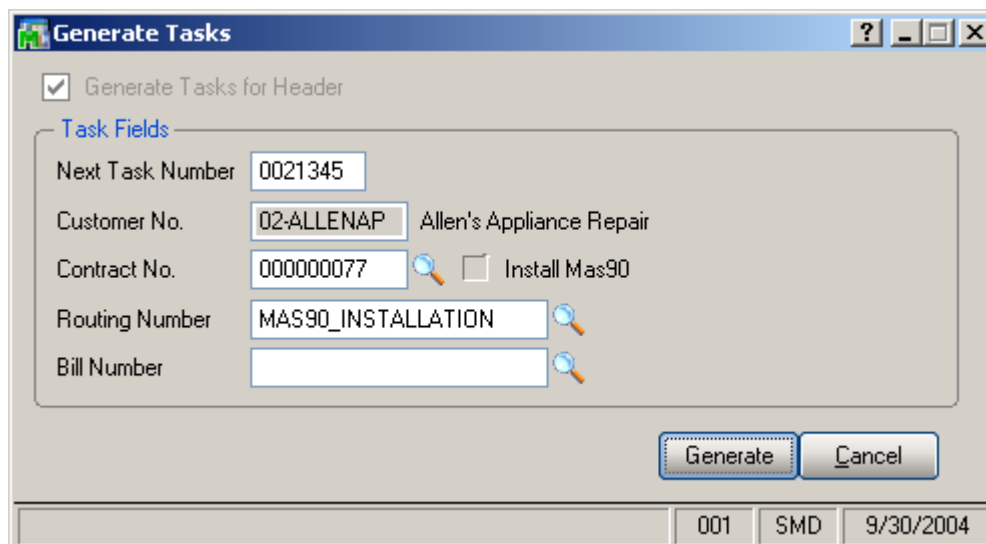 Generate Tasks
Generate Tasks for Header
Task Fields
Next Task Number 0021345
Customer No. 02-ALLENAP Allen's Appliance Repair
Contract No. 000000077 Install Mas90
Routing Number MAS90_INSTALLATION
Bill Number
Generate Cancel
001 SMD 9/30/2004